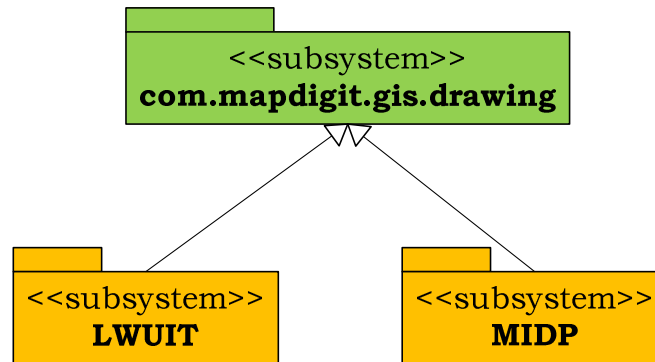 <<subsystem>>
com.mapdigit.gis.drawing
<<subsystem>>
LWUIT
<<subsystem>>
MIDP